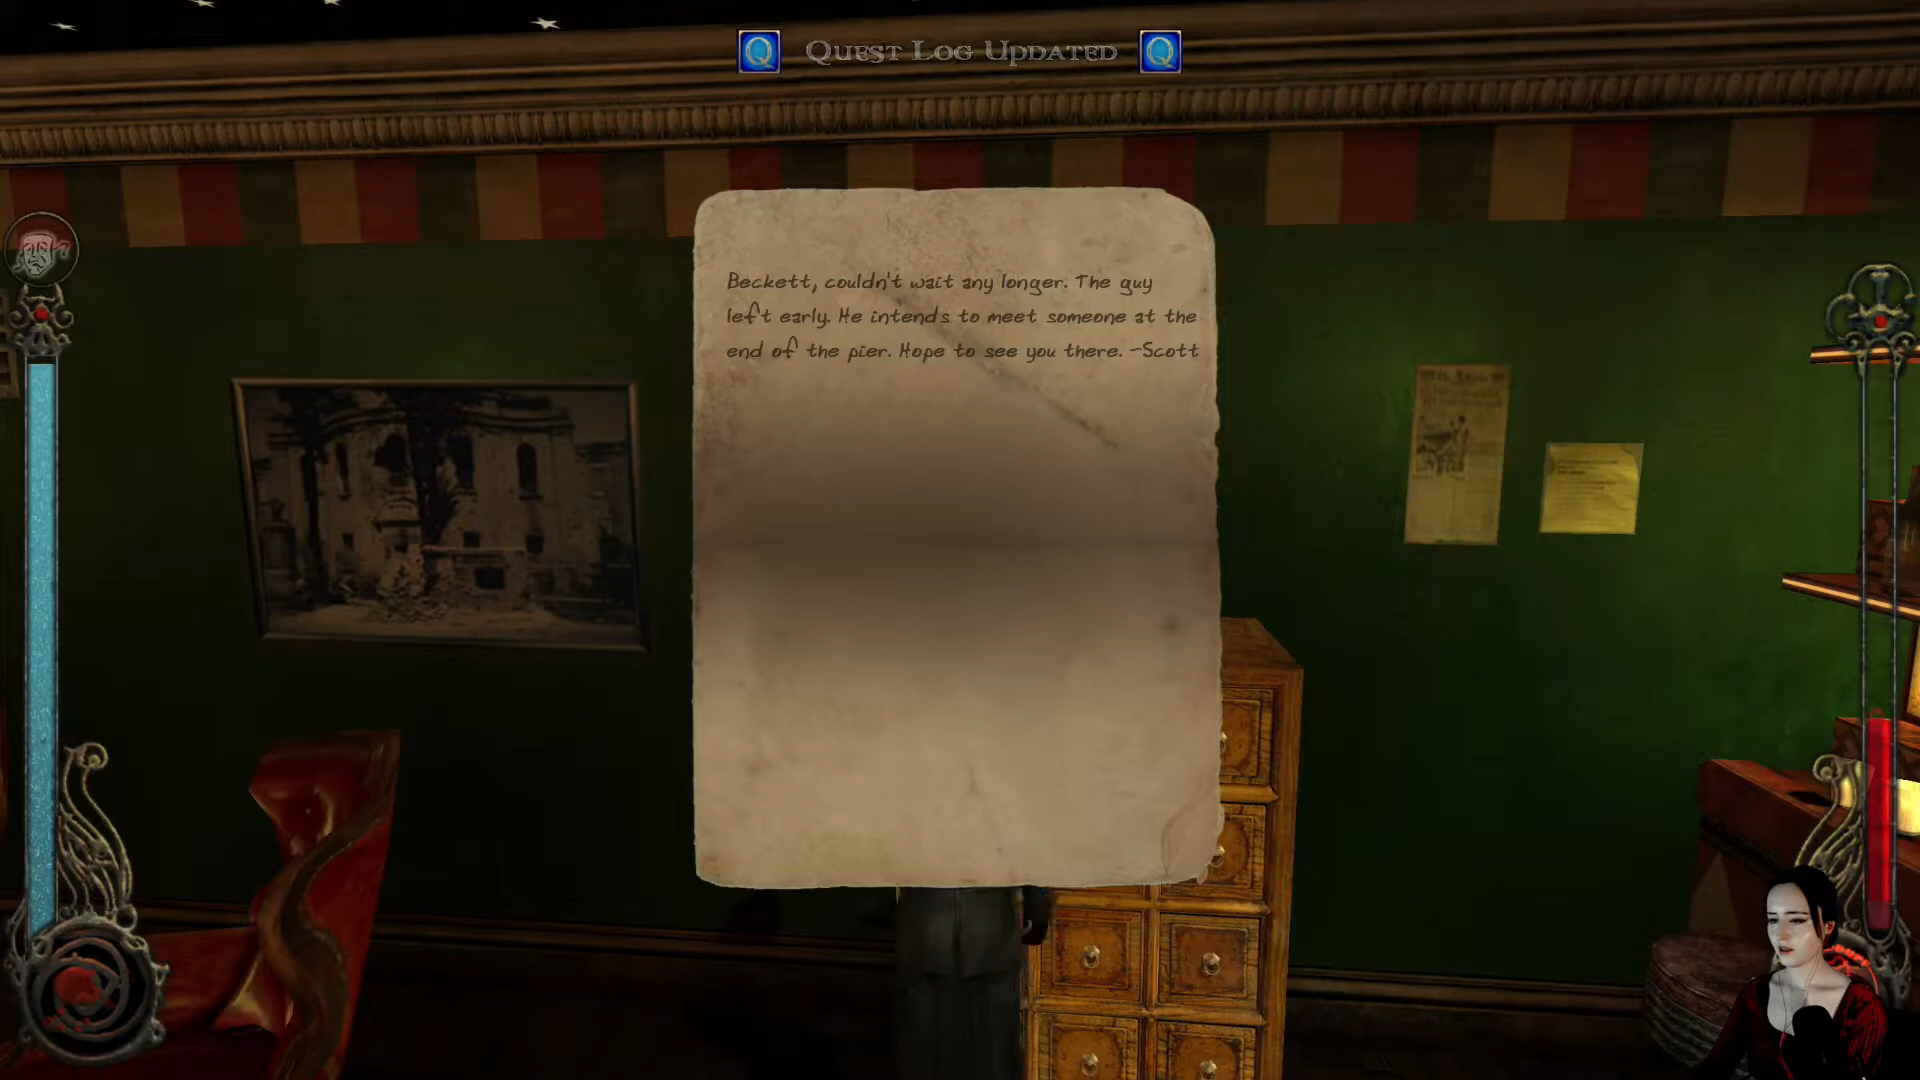 Quest Log Updated
Beckett, couldn't wait any longer. The guy
left early. He intends to meet someone at the
end of the pier. Hope to see you there. -Scott